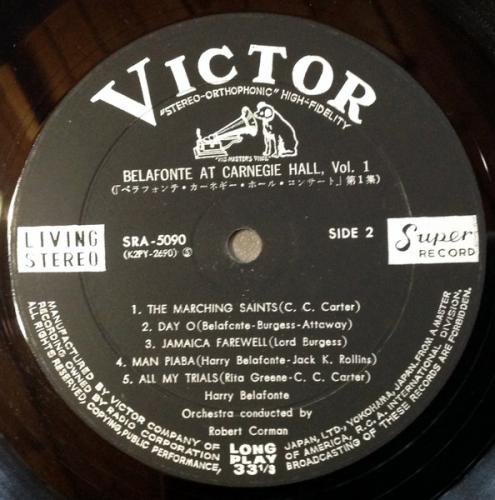 VICTOR
"STEREO-ORTHOPHONIC" HIGH-FIDELITY
"HIS MASTER'S VOICE"
BELAFONTE AT CARNEGIE HALL, Vol. 1
(「ベラフォンテ・カーネギー・ホール・コンサート」第1集)
LIVING STEREO
SRA-5090
(K2PY-2690) Ⓢ
SIDE 2
Super RECORD
1. THE MARCHING SAINTS(C. C. Carter)
2. DAY O(Belafonte-Burgess-Attaway)
3. JAMAICA FAREWELL(Lord Burgess)
4. MAN PIABA(Harry Belafonte-Jack K. Rollins)
5. ALL MY TRIALS(Rita Greene-C. C. Carter)
Harry Belafonte
Orchestra conducted by
Robert Corman
LONG PLAY 33 1/3
MANUFACTURED BY VICTOR COMPANY OF JAPAN, LTD., YOKOHAMA, JAPAN, FROM A MASTER
RECORDING OWNED BY RADIO CORPORATION OF AMERICA, R.C.A. INTERNATIONAL DIVISION.
ALL RIGHTS RESERVED, COPYING, PUBLIC PERFORMANCE, BROADCASTING OF THESE RECORDS ARE FORBIDDEN.